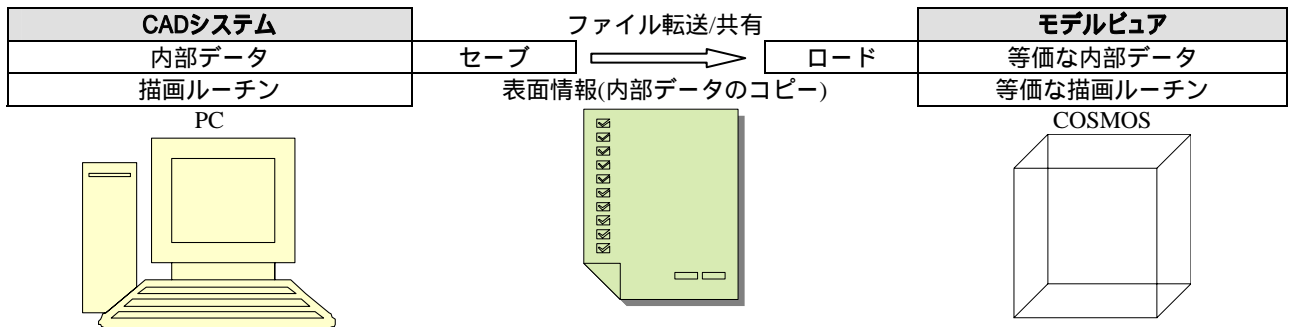 CADシステム ファイル転送/共有 モデルビュア
内部データ セーブ ロード 等価な内部データ
描画ルーチン 表面情報(内部データのコピー) 等価な描画ルーチン
PC COSMOS